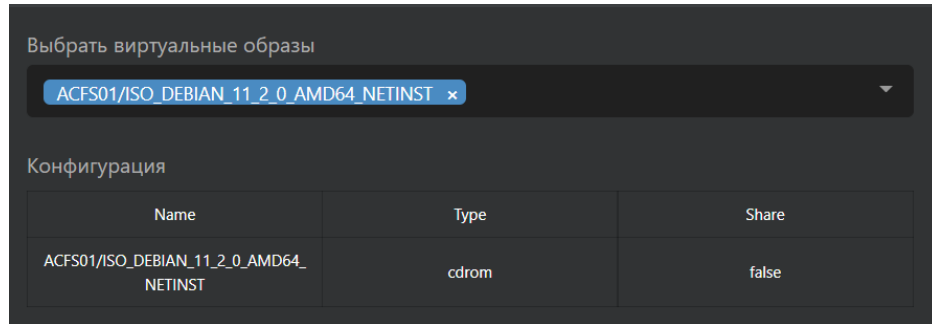 Выбрать виртуальные образы
ACFS01/ISO_DEBIAN_11_2_0_AMD64_NETINST ×
Конфигурация
Name Type Share
ACFS01/ISO_DEBIAN_11_2_0_AMD64_
NETINST cdrom false